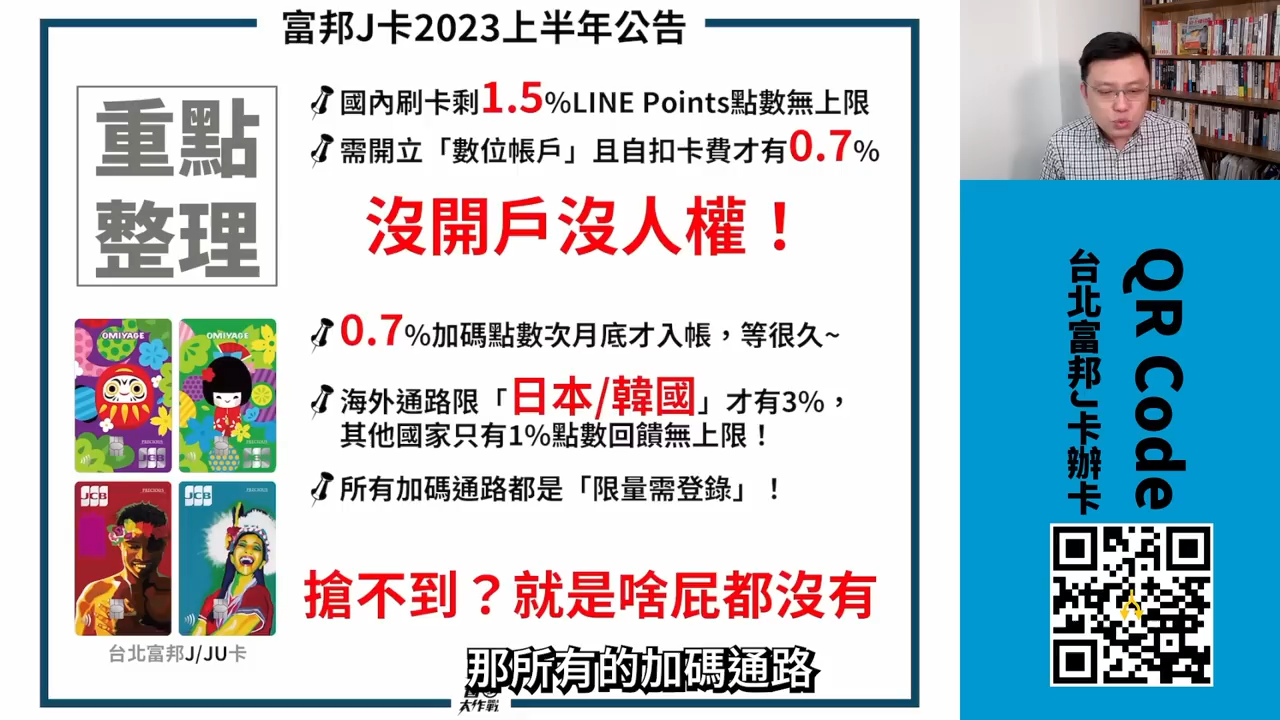 富邦J卡2023上半年公告
重點
整理
國內刷卡剩1.5%LINE Points點數無上限
需開立「數位帳戶」且自扣卡費才有0.7%
沒開戶沒人權！
0.7%加碼點數次月底才入帳，等很久~
海外通路限「日本/韓國」才有3%，
其他國家只有1%點數回饋無上限！
所有加碼通路都是「限量需登錄」！
搶不到？就是啥屁都沒有
OMIYAGE
OMIYAGE
JCB
JCB
台北富邦J/JU卡
那所有的加碼通路
大作戰
QR Code
台北富邦J卡辦卡